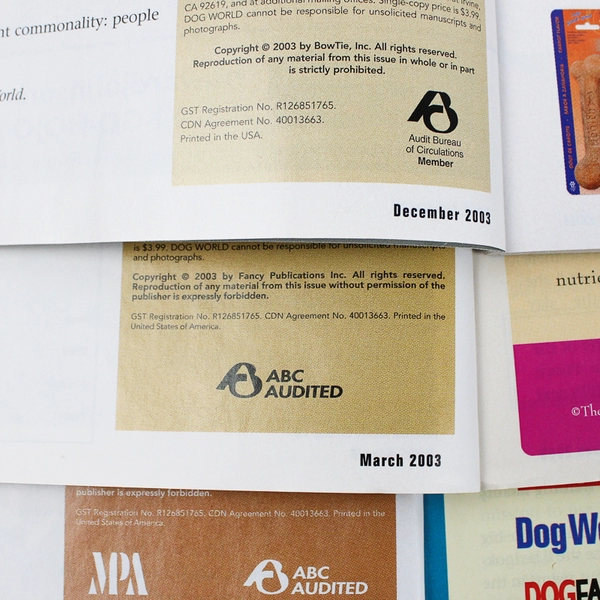 nt commonality: people
orld.
CA 92619, and at additional mailing offices. Single-copy price is $3.99.
DOG WORLD cannot be responsible for unsolicited manuscripts and
photographs.
Copyright © 2003 by BowTie, Inc. All rights reserved.
Reproduction of any material from this issue in whole or in part
is strictly prohibited.
GST Registration No. R126851765.
CDN Agreement No. 40013663.
Printed in the USA.
Audit Bureau
of Circulations
Member
December 2003
is $3.99. DOG WORLD cannot be responsible for unsolicited manuscripts
and photographs.
Copyright © 2003 by Fancy Publications Inc. All rights reserved.
Reproduction of any material from this issue without permission of the
publisher is expressly forbidden.
GST Registration No. R126851765. CDN Agreement No. 40013663. Printed in the
United States of America.
ABC
AUDITED
March 2003
nutrie
©The
publisher is expressly forbidden.
GST Registration No. R126851765. CDN Agreement No. 40013663. Printed in the
United States of America.
MPA
ABC
AUDITED
Dog Wo
DOGFA